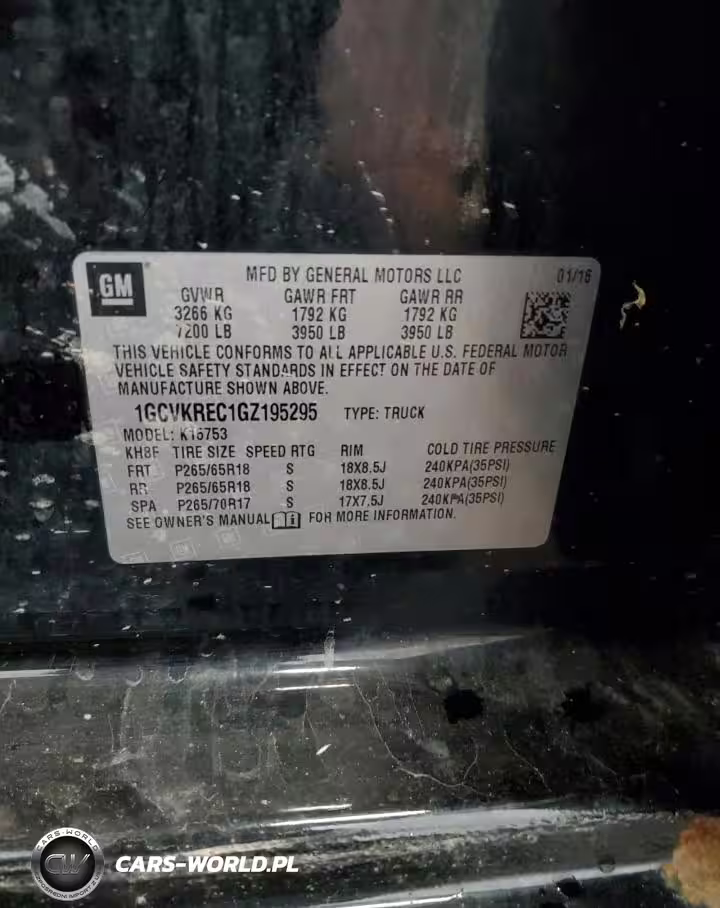 GM
MFD BY GENERAL MOTORS LLC 01/16
GVWR GAWR FRT GAWR RR
3266 KG 1792 KG 1792 KG
7200 LB 3950 LB 3950 LB
THIS VEHICLE CONFORMS TO ALL APPLICABLE U.S. FEDERAL MOTOR
VEHICLE SAFETY STANDARDS IN EFFECT ON THE DATE OF
MANUFACTURE SHOWN ABOVE.
1GCVKREC1GZ195295 TYPE: TRUCK
MODEL: K15753
KH8F TIRE SIZE SPEED RTG RIM COLD TIRE PRESSURE
FRT P265/65R18 S 18X8.5J 240KPA(35PSI)
RR P265/65R18 S 18X8.5J 240KPA(35PSI)
SPA P265/70R17 S 17X7.5J 240KPA(35PSI)
SEE OWNER'S MANUAL FOR MORE INFORMATION.
CARS-WORLD
CW
CARS-WORLD.PL